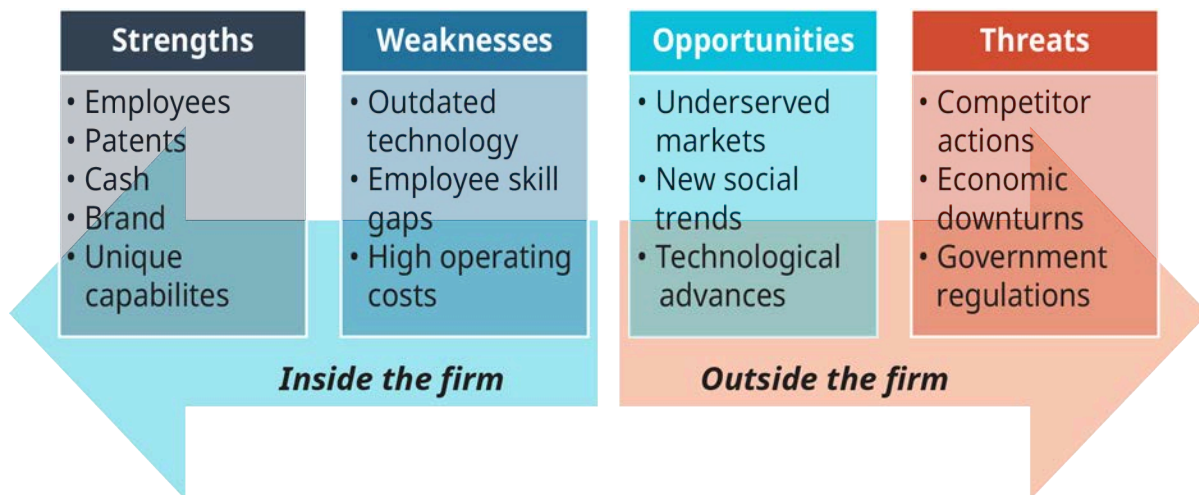 Strengths
• Employees
• Patents
• Cash
• Brand
• Unique
capabilites
Weaknesses
• Outdated
technology
• Employee skill
gaps
• High operating
costs
Opportunities
• Underserved
markets
• New social
trends
• Technological
advances
Threats
• Competitor
actions
• Economic
downturns
• Government
regulations
Inside the firm
Outside the firm